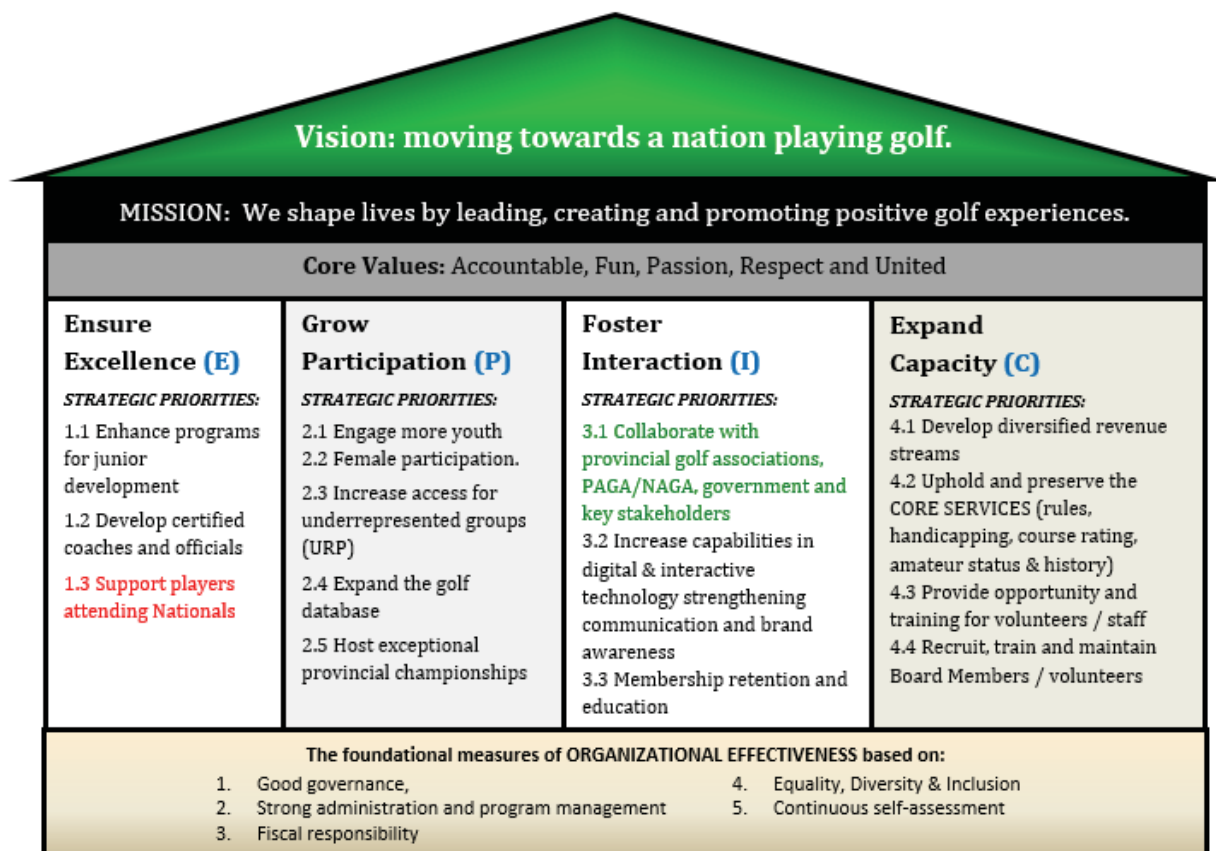 Vision: moving towards a nation playing golf.
MISSION:  We shape lives by leading, creating and promoting positive golf experiences.
Core Values: Accountable, Fun, Passion, Respect and United
Ensure
Excellence (E)
STRATEGIC PRIORITIES:
1.1 Enhance programs
for junior
development
1.2 Develop certified
coaches and officials
1.3 Support players
attending Nationals
Grow
Participation (P)
STRATEGIC PRIORITIES:
2.1 Engage more youth
2.2 Female participation.
2.3 Increase access for
underrepresented groups
(URP)
2.4 Expand the golf
database
2.5 Host exceptional
provincial championships
Foster
Interaction (I)
STRATEGIC PRIORITIES:
3.1 Collaborate with
provincial golf associations,
PAGA/NAGA, government and
key stakeholders
3.2 Increase capabilities in
digital & interactive
technology strengthening
communication and brand
awareness
3.3 Membership retention and
education
Expand
Capacity (C)
STRATEGIC PRIORITIES:
4.1 Develop diversified revenue
streams
4.2 Uphold and preserve the
CORE SERVICES (rules,
handicapping, course rating,
amateur status & history)
4.3 Provide opportunity and
training for volunteers / staff
4.4 Recruit, train and maintain
Board Members / volunteers
The foundational measures of ORGANIZATIONAL EFFECTIVENESS based on:
1. Good governance,
2. Strong administration and program management
3. Fiscal responsibility
4. Equality, Diversity & Inclusion
5. Continuous self-assessment